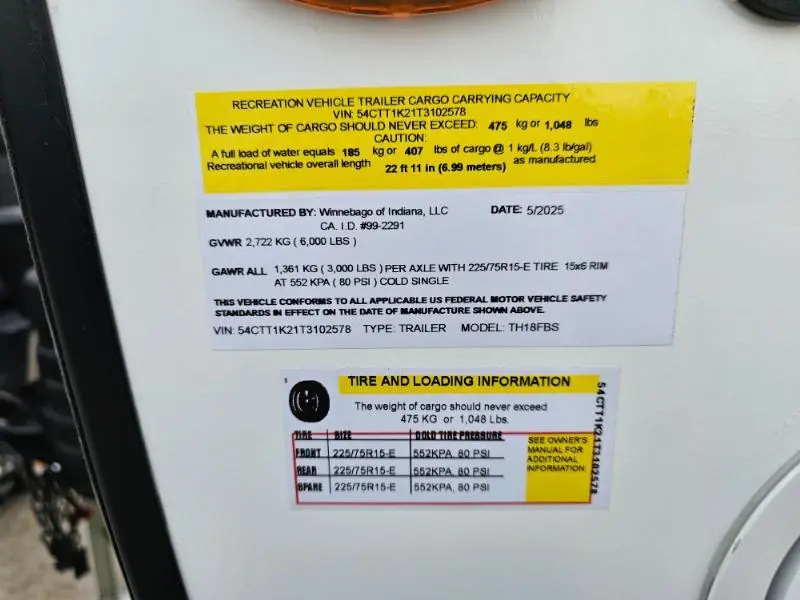 RECREATION VEHICLE TRAILER CARGO CARRYING CAPACITY
VIN: 54CTT1K21T3102578
THE WEIGHT OF CARGO SHOULD NEVER EXCEED: 475 kg or 1,048 lbs
CAUTION:
A full load of water equals 185 kg or 407 lbs of cargo @ 1 kg/L (8.3 lb/gal)
Recreational vehicle overall length 22 ft 11 in (6.99 meters) as manufactured.
MANUFACTURED BY: Winnebago of Indiana, LLC DATE: 5/2025
CA. I.D. #99-2291
GVWR 2,722 KG ( 6,000 LBS )
GAWR ALL 1,361 KG ( 3,000 LBS ) PER AXLE WITH 225/75R15-E TIRE 15x6 RIM
AT 552 KPA ( 80 PSI ) COLD SINGLE
THIS VEHICLE CONFORMS TO ALL APPLICABLE US FEDERAL MOTOR VEHICLE SAFETY
STANDARDS IN EFFECT ON THE DATE OF MANUFACTURE SHOWN ABOVE.
VIN: 54CTT1K21T3102578 TYPE: TRAILER MODEL: TH18FBS
TIRE AND LOADING INFORMATION
The weight of cargo should never exceed
475 KG or 1,048 Lbs.
TIRE SIZE COLD TIRE PRESSURE
FRONT 225/75R15-E 552KPA, 80 PSI
REAR 225/75R15-E 552KPA, 80 PSI
SPARE 225/75R15-E 552KPA, 80 PSI
SEE OWNER'S
MANUAL FOR
ADDITIONAL
INFORMATION
54CTT1K21T3102578